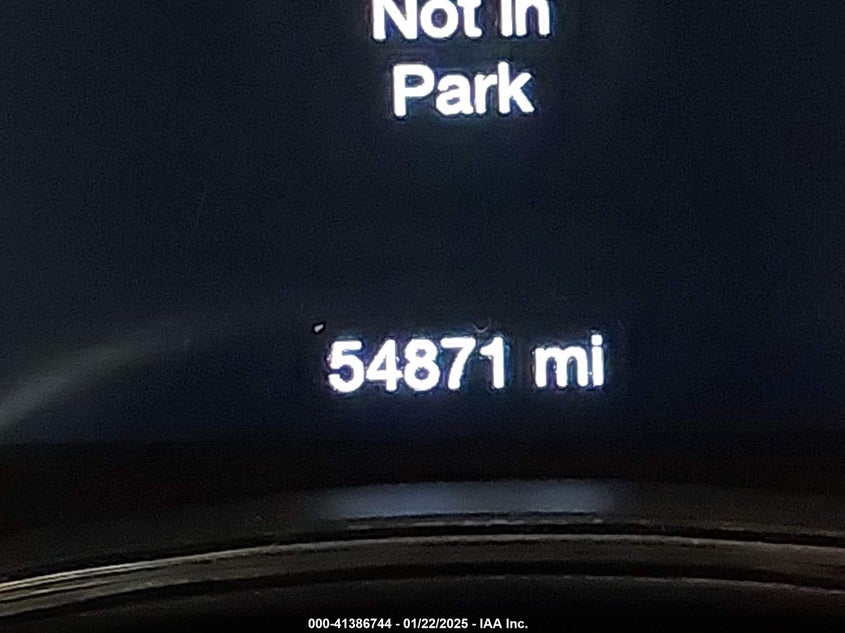 Not In
Park
54871 mi
000-41386744 - 01/22/2025 - IAA Inc.